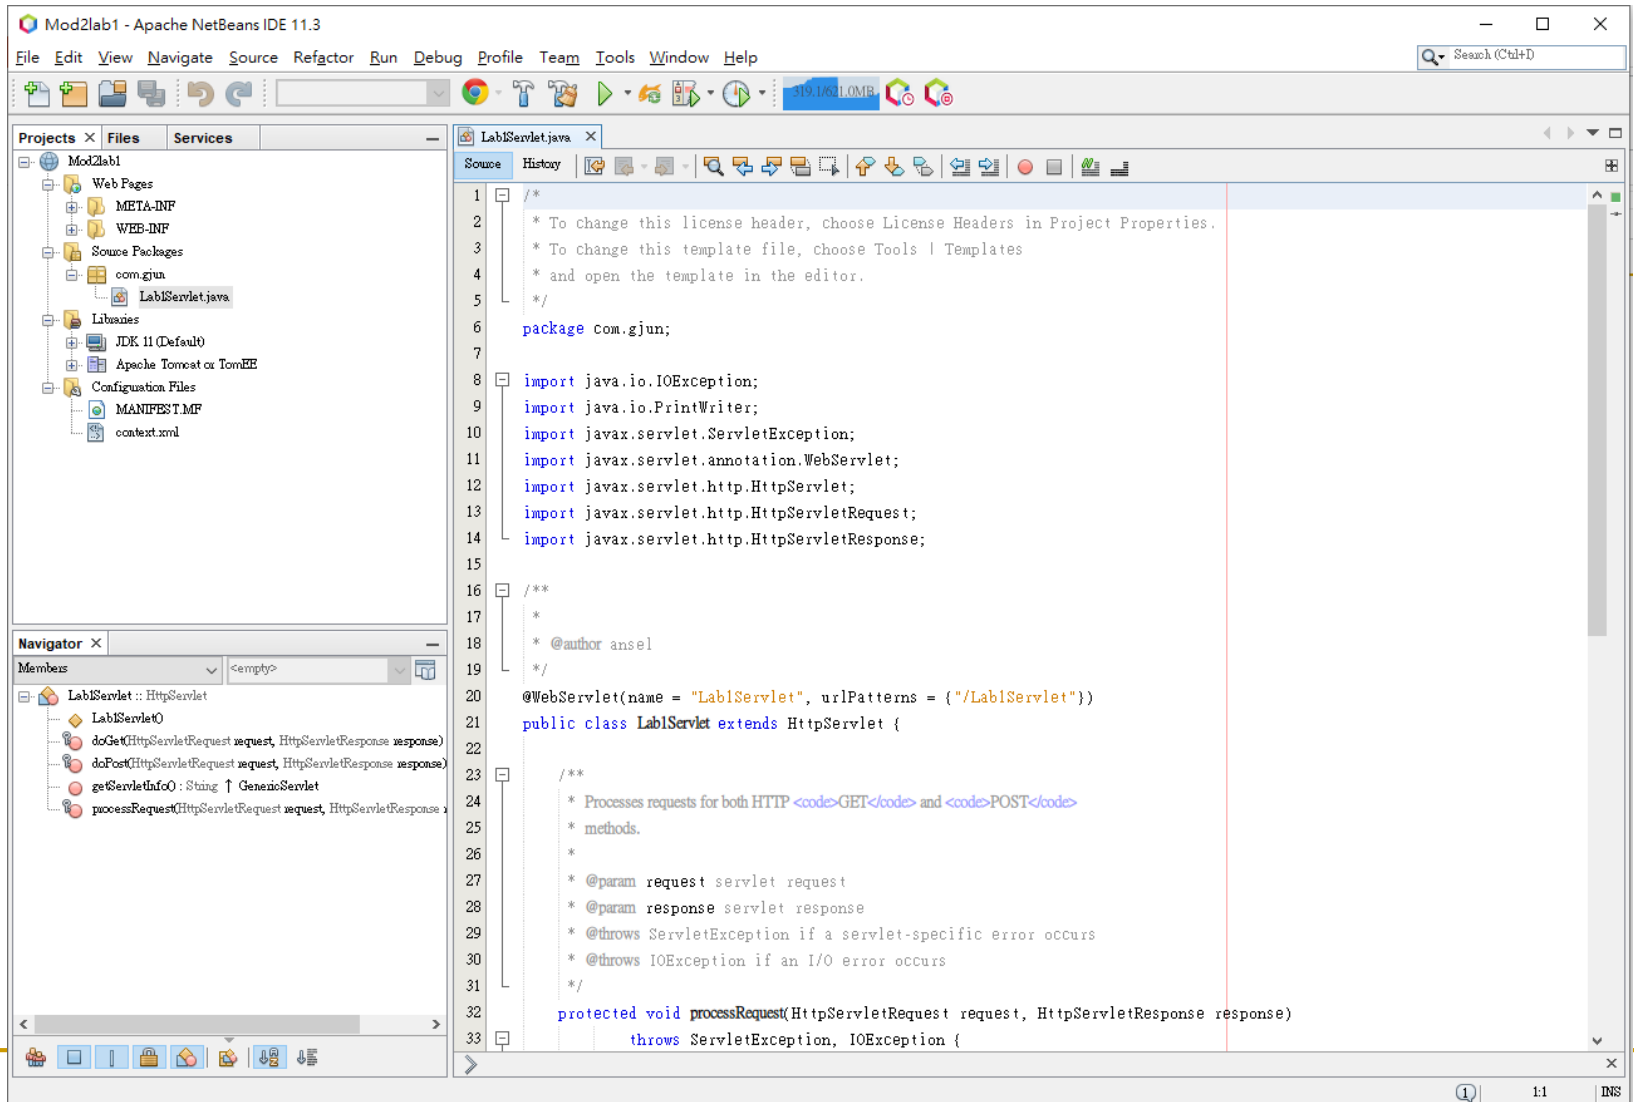 Mod2lab1 - Apache NetBeans IDE 11.3
File Edit View Navigate Source Refactor Run Debug Profile Team Tools Window Help
Search (Ctrl+I)
319.1/621.0MB
Projects Files Services
Mod2lab1
Web Pages
META-INF
WEB-INF
Source Packages
com.gjun
Lab1Servlet.java
Libraries
JDK 11 (Default)
Apache Tomcat or TomEE
Configuration Files
MANIFEST.MF
context.xml
Navigator
Members <empty>
Lab1Servlet :: HttpServlet
Lab1Servlet()
doGet(HttpServletRequest request, HttpServletResponse response)
doPost(HttpServletRequest request, HttpServletResponse response)
getServletInfo() : String ↑ GenericServlet
processRequest(HttpServletRequest request, HttpServletResponse r
Lab1Servlet.java
Source History
1 /*
2 * To change this license header, choose License Headers in Project Properties.
3 * To change this template file, choose Tools | Templates
4 * and open the template in the editor.
5 */
6 package com.gjun;
7
8 import java.io.IOException;
9 import java.io.PrintWriter;
10 import javax.servlet.ServletException;
11 import javax.servlet.annotation.WebServlet;
12 import javax.servlet.http.HttpServlet;
13 import javax.servlet.http.HttpServletRequest;
14 import javax.servlet.http.HttpServletResponse;
15
16 /**
17 *
18 * @author ansel
19 */
20 @WebServlet(name = "Lab1Servlet", urlPatterns = {"/Lab1Servlet"})
21 public class Lab1Servlet extends HttpServlet {
22
23 /**
24 * Processes requests for both HTTP <code>GET</code> and <code>POST</code>
25 * methods.
26 *
27 * @param request servlet request
28 * @param response servlet response
29 * @throws ServletException if a servlet-specific error occurs
30 * @throws IOException if an I/O error occurs
31 */
32 protected void processRequest(HttpServletRequest request, HttpServletResponse response)
33 throws ServletException, IOException {
1 1:1 INS